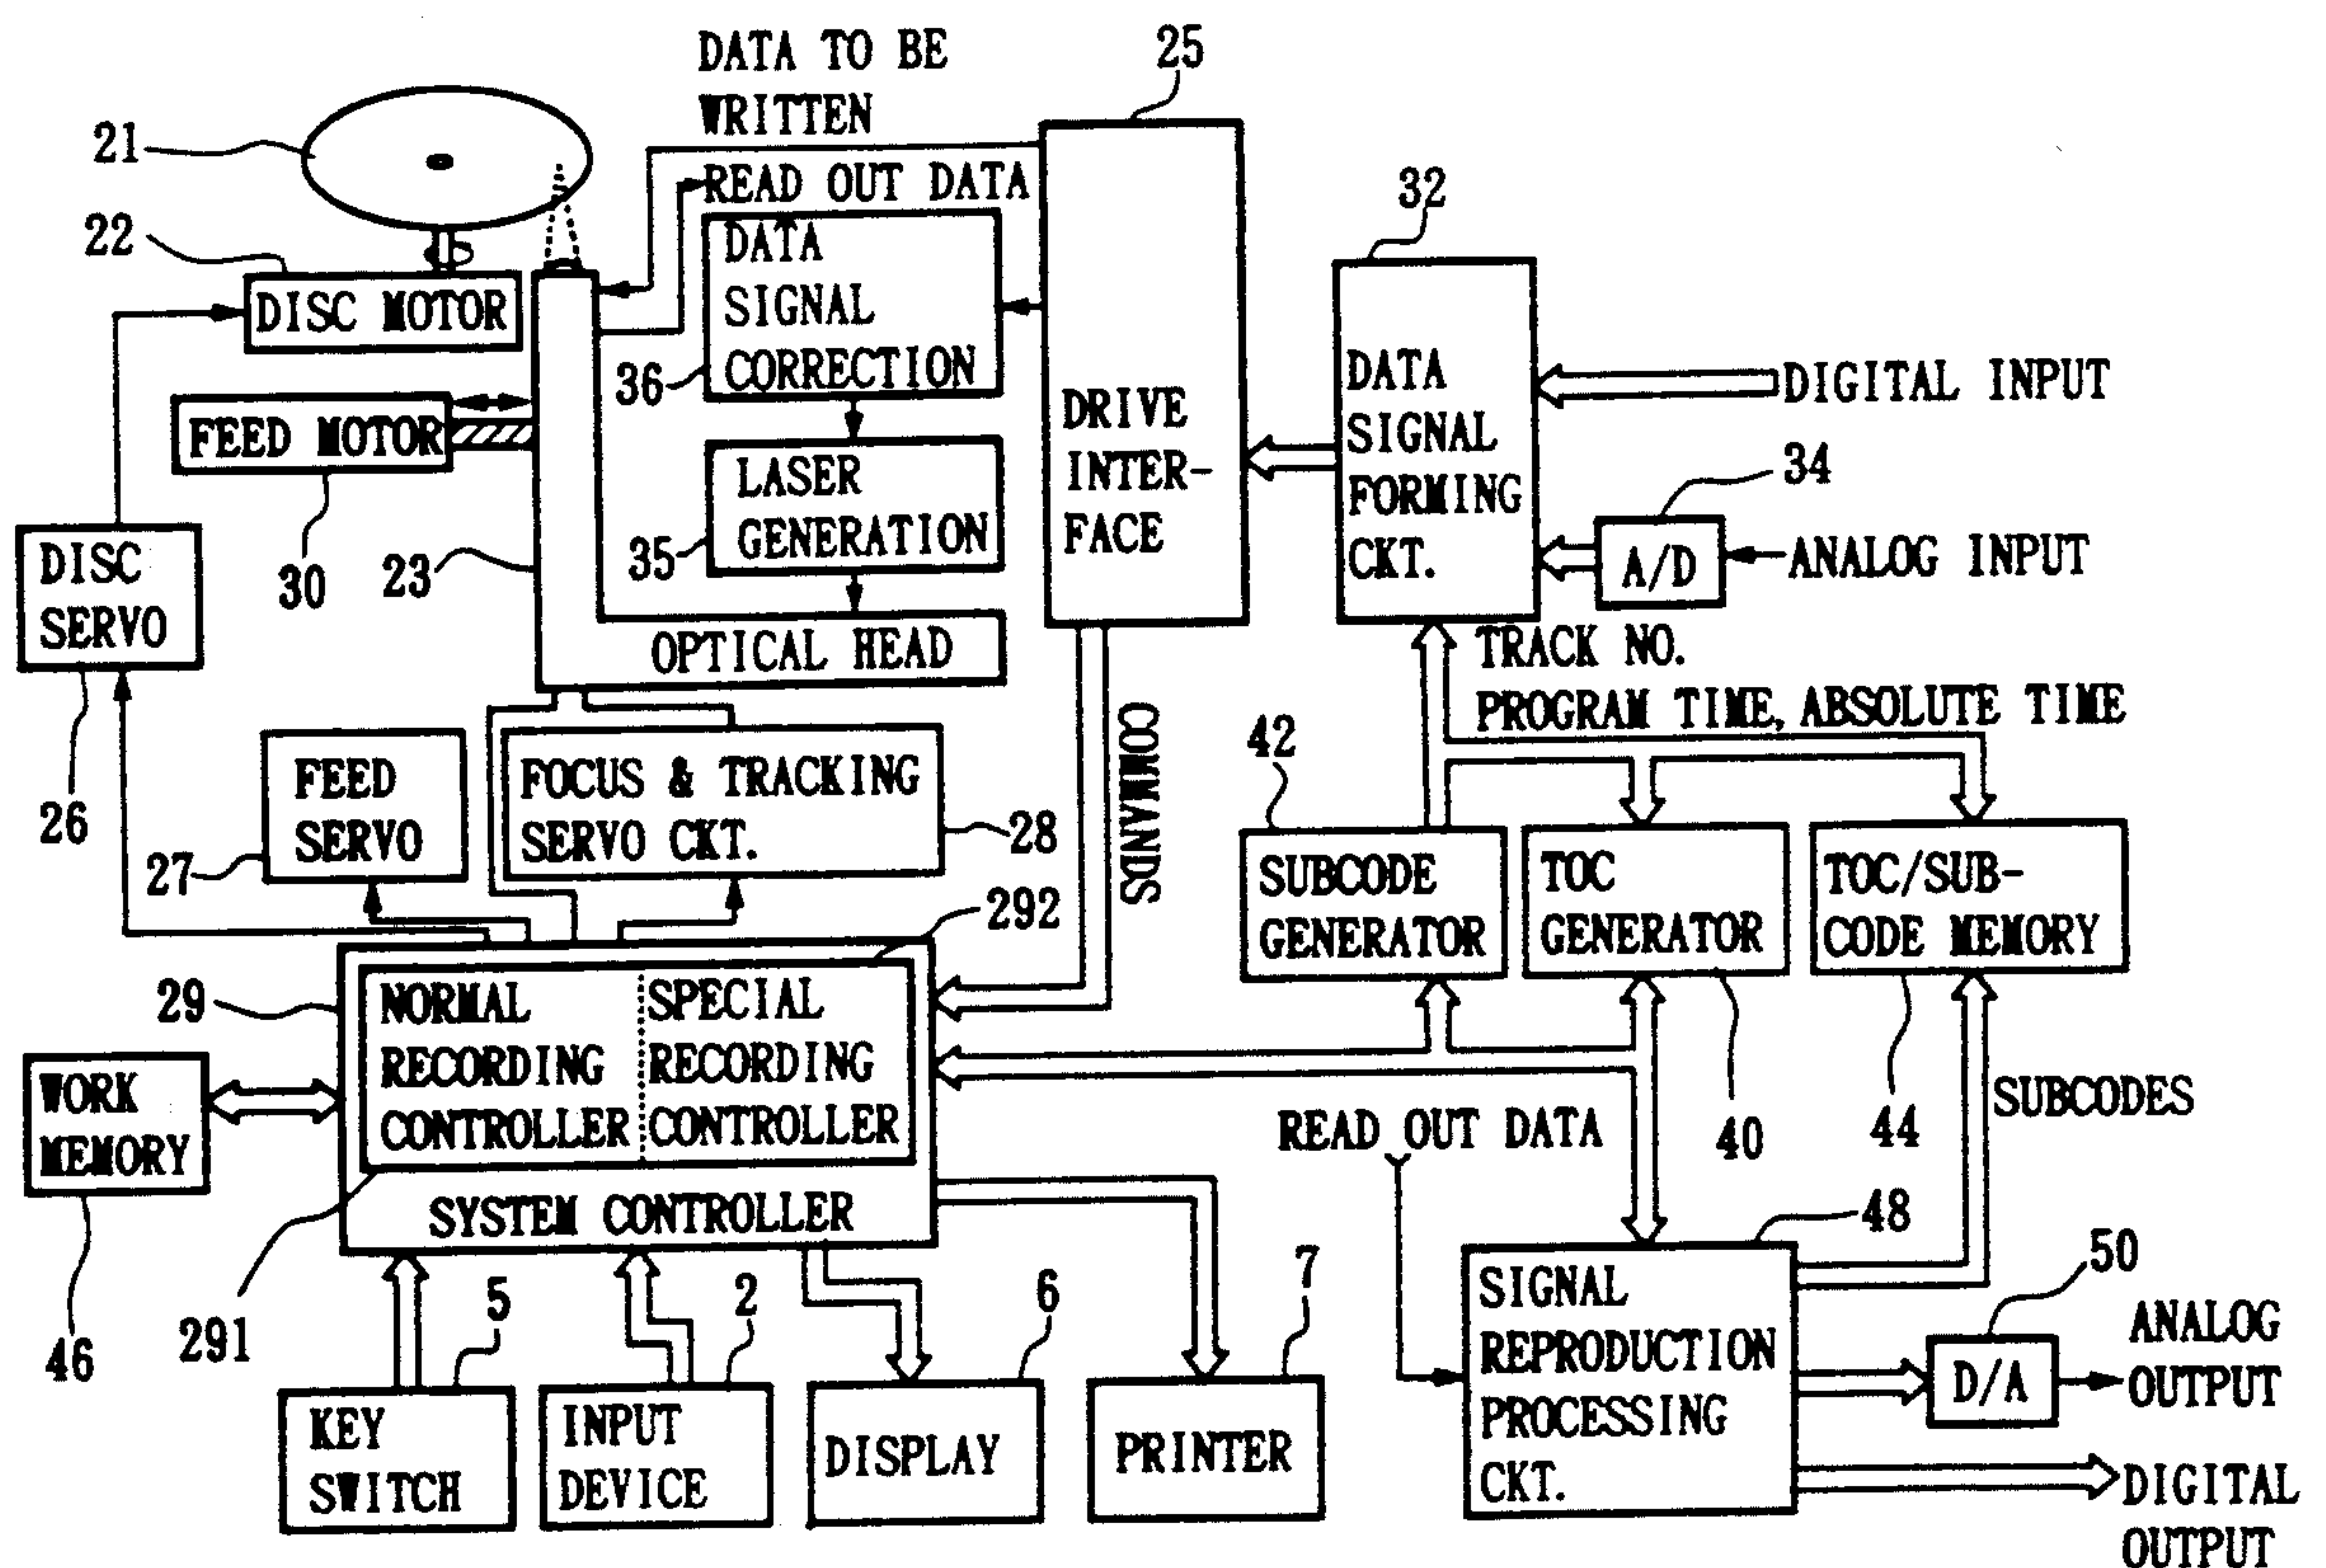 DATA TO BE
WRITTEN
25
21
READ OUT DATA
32
22
DATA
SIGNAL
CORRECTION
36
DISC MOTOR
FEED MOTOR
30
23
LASER
GENERATION
35
DRIVE
INTER-
FACE
DATA
SIGNAL
FORMING
CKT.
DIGITAL INPUT
34
A/D
ANALOG INPUT
DISC
SERVO
26
OPTICAL HEAD
TRACK NO.
PROGRAM TIME, ABSOLUTE TIME
COMMANDS
FEED
SERVO
27
FOCUS & TRACKING
SERVO CKT.
28
42
SUBCODE
GENERATOR
TOC
GENERATOR
TOC/SUB-
CODE MEMORY
292
29
NORMAL
RECORDING
CONTROLLER
SPECIAL
RECORDING
CONTROLLER
SYSTEM CONTROLLER
WORK
MEMORY
46
291
READ OUT DATA
40
44
SUBCODES
48
50
5
2
6
7
KEY
SWITCH
INPUT
DEVICE
DISPLAY
PRINTER
SIGNAL
REPRODUCTION
PROCESSING
CKT.
D/A
ANALOG
OUTPUT
DIGITAL
OUTPUT